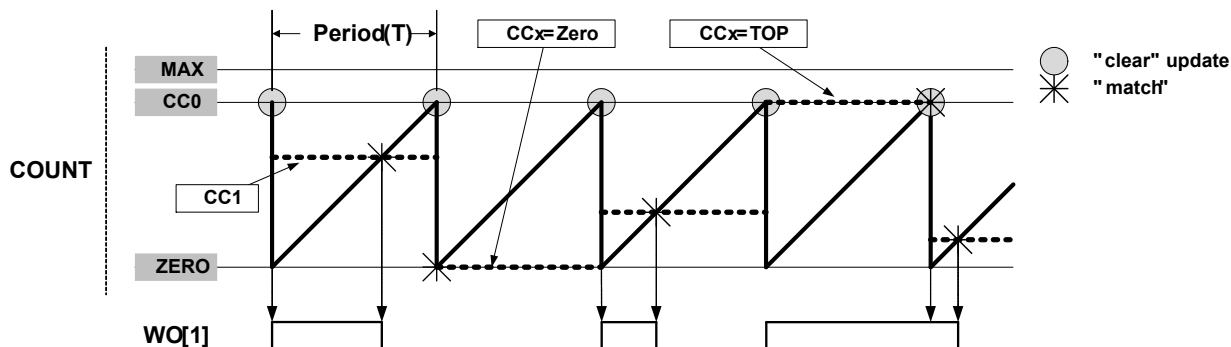 Period(T)
CCx=Zero
CCx=TOP
"clear" update
"match"
MAX
CC0
COUNT
CC1
ZERO
WO[1]